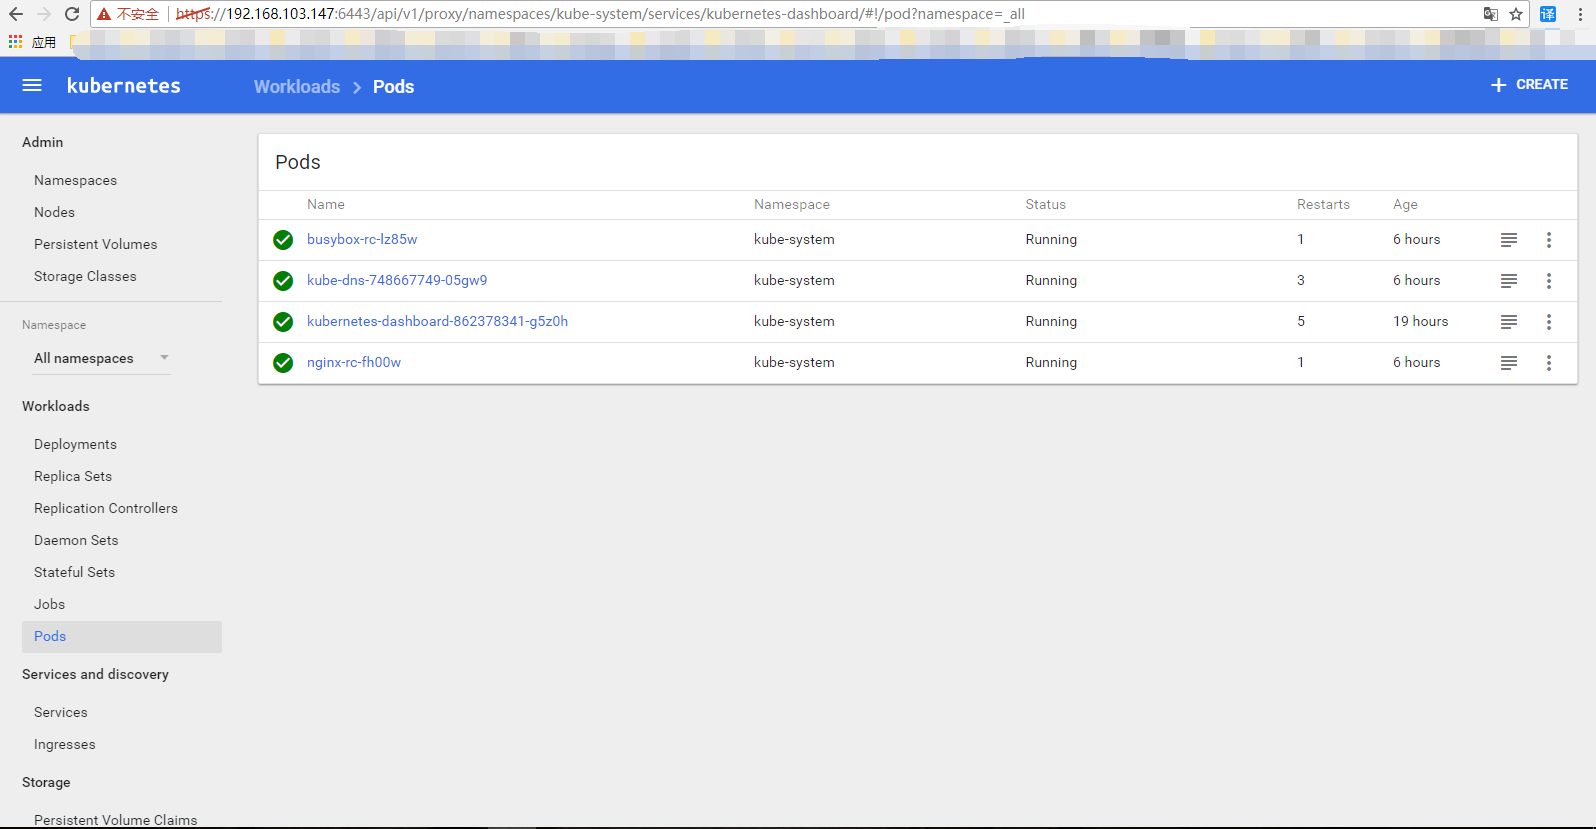 不安全 https://192.168.103.147:6443/api/v1/proxy/namespaces/kube-system/services/kubernetes-dashboard/#!/pod?namespace=_all 译
应用
kubernetes Workloads > Pods + CREATE
Admin
Namespaces
Nodes
Persistent Volumes
Storage Classes
Namespace
All namespaces
Workloads
Deployments
Replica Sets
Replication Controllers
Daemon Sets
Stateful Sets
Jobs
Pods
Services and discovery
Services
Ingresses
Storage
Persistent Volume Claims
Pods
Name Namespace Status Restarts Age
busybox-rc-lz85w kube-system Running 1 6 hours
kube-dns-748667749-05gw9 kube-system Running 3 6 hours
kubernetes-dashboard-862378341-g5z0h kube-system Running 5 19 hours
nginx-rc-fh00w kube-system Running 1 6 hours